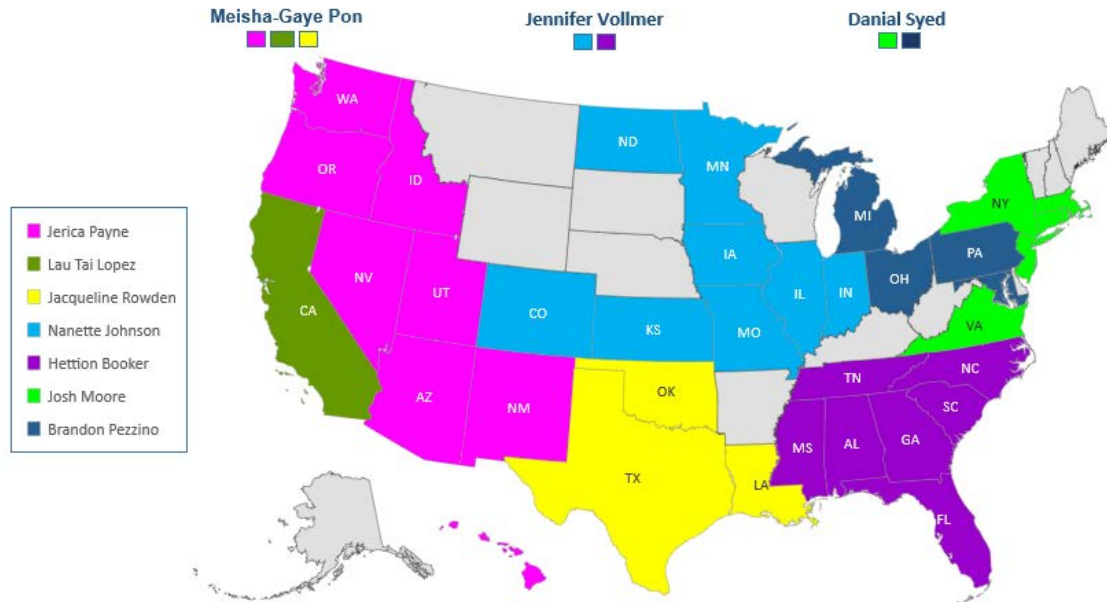 Meisha-Gaye Pon
Jennifer Vollmer
Danial Syed
WA
OR
ID
NV
UT
CA
AZ
NM
ND
MN
IA
CO
KS
MO
IL
IN
MI
OH
PA
NY
VA
OK
TX
LA
TN
NC
SC
MS
AL
GA
FL
Jerica Payne
Lau Tai Lopez
Jacqueline Rowden
Nanette Johnson
Hettion Booker
Josh Moore
Brandon Pezzino